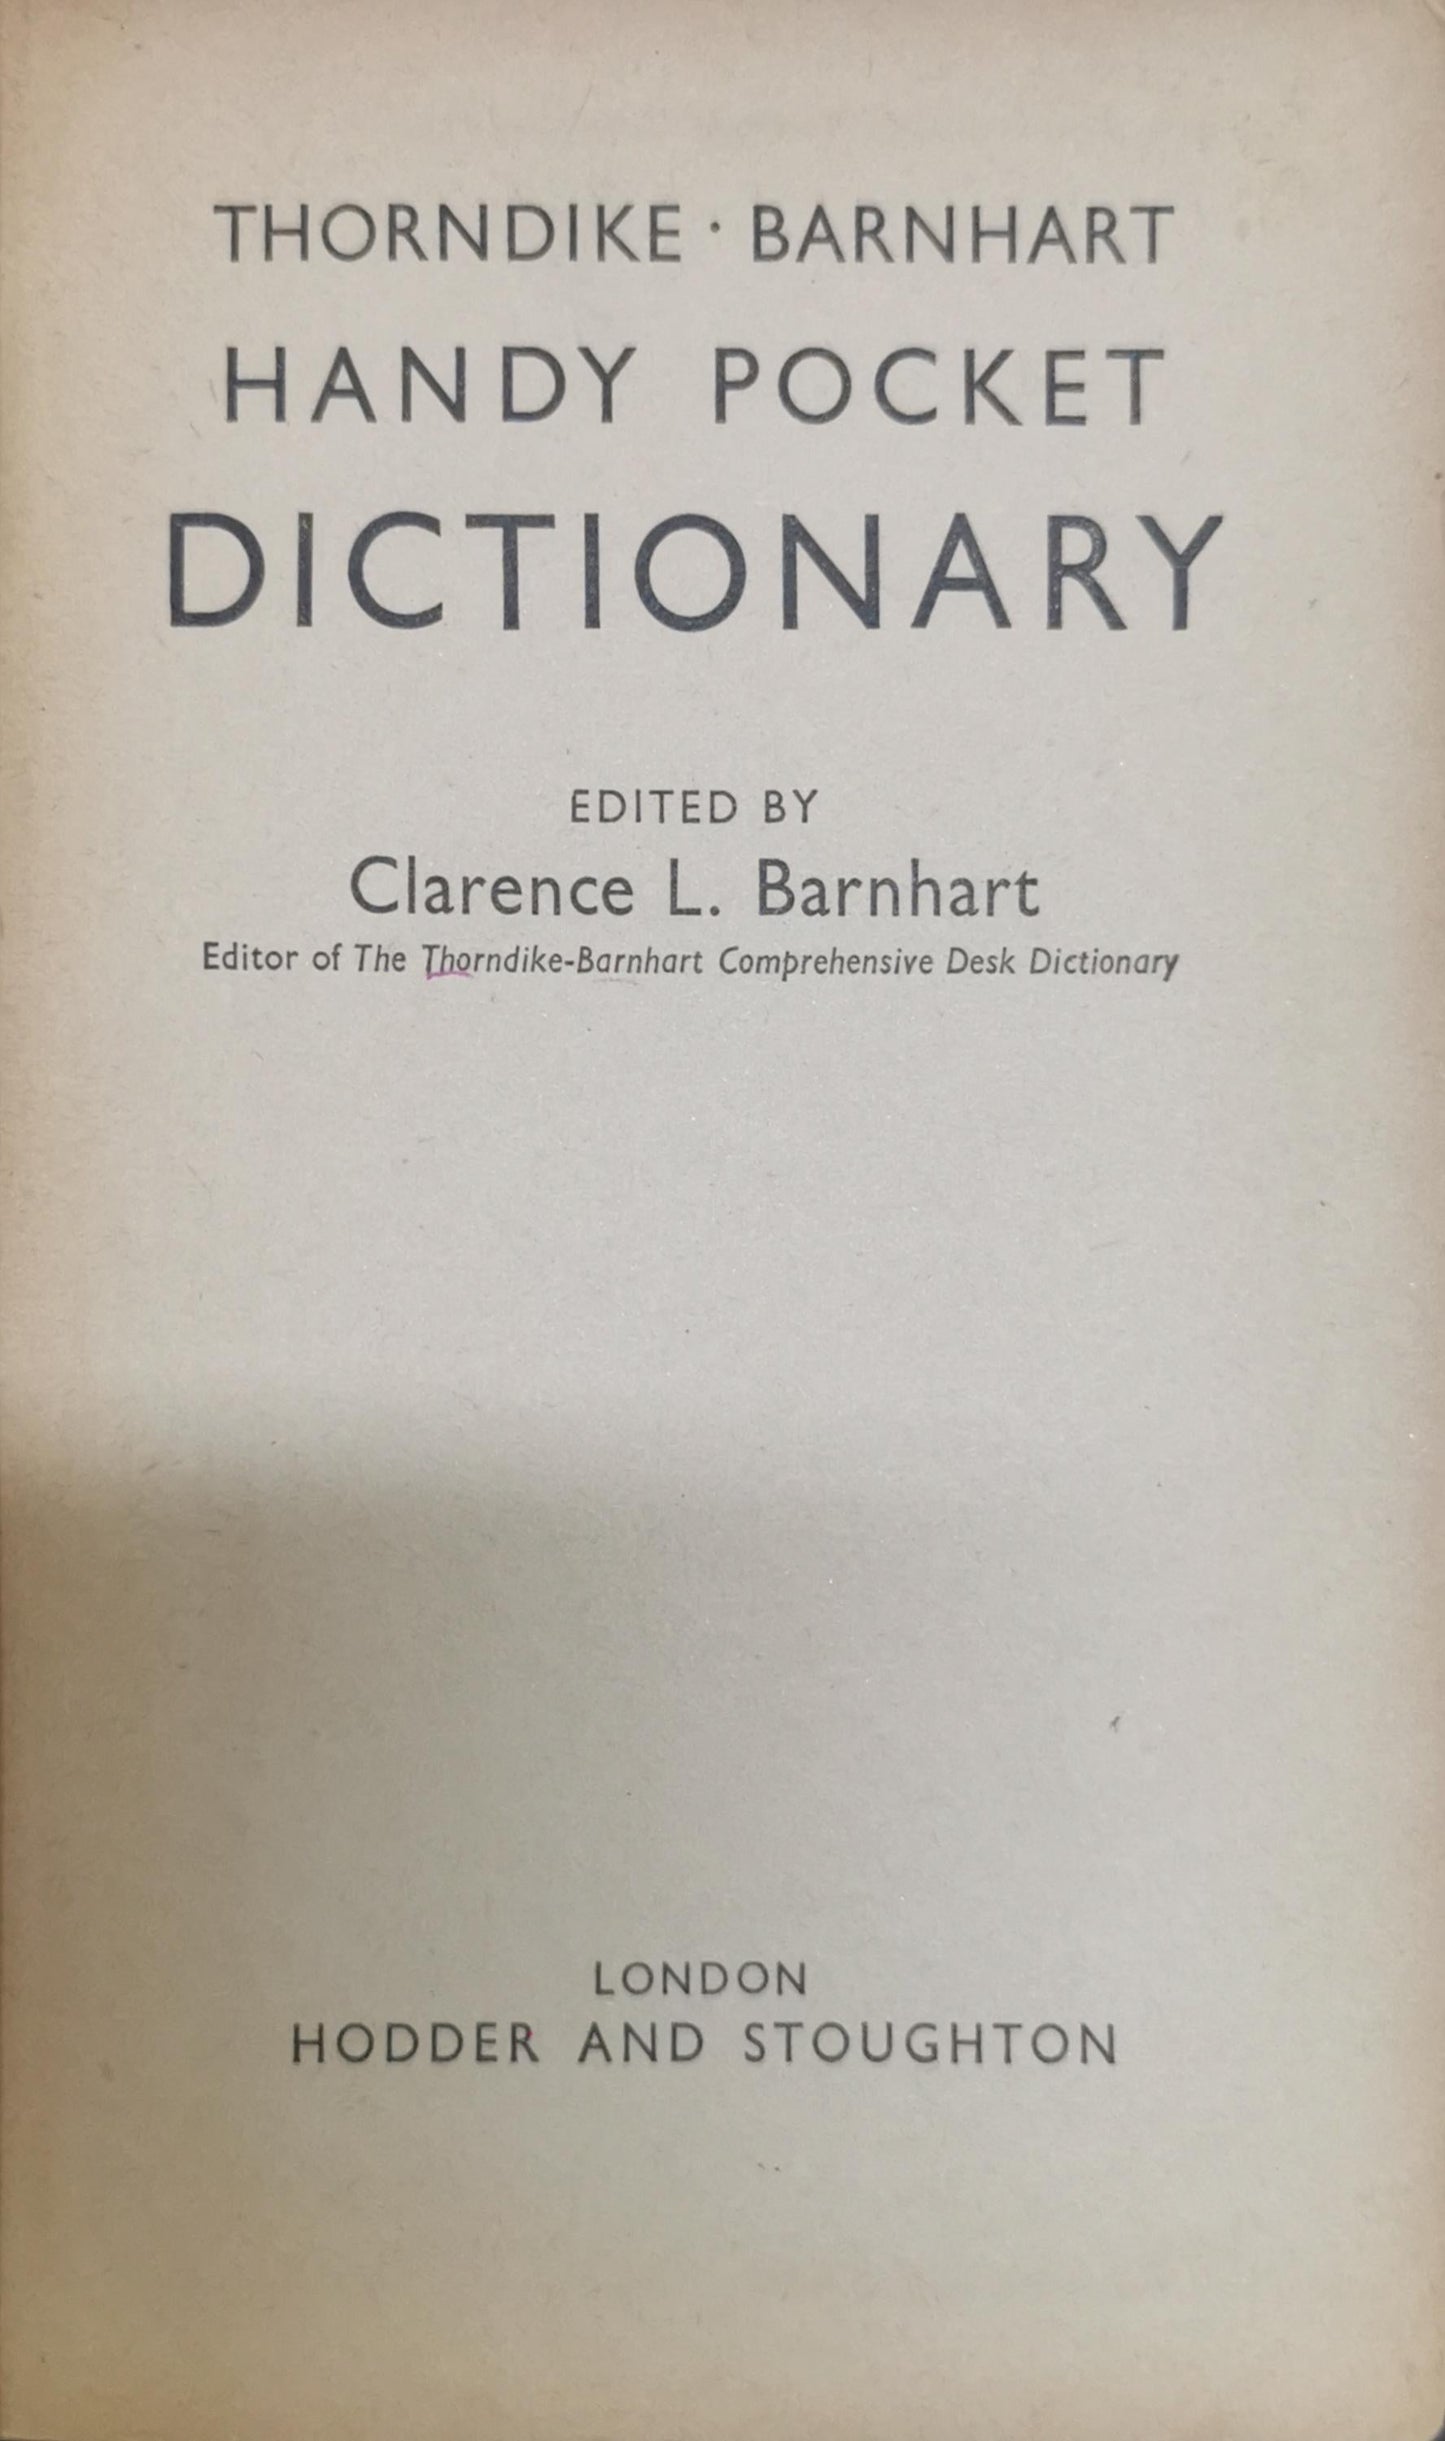 THORNDIKE · BARNHART
HANDY POCKET
DICTIONARY
EDITED BY
Clarence L. Barnhart
Editor of The Thorndike-Barnhart Comprehensive Desk Dictionary
LONDON
HODDER AND STOUGHTON